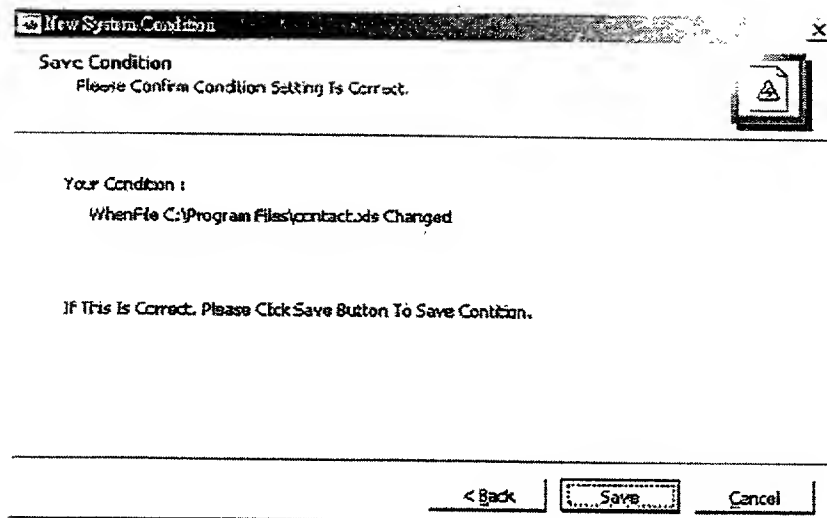 New System Condition
Save Condition
Please Confirm Condition Setting Is Correct.
Your Condition :
WhenFile C:\Program Files\contact.xls Changed
If This Is Correct. Please Click Save Button To Save Condition.
< Back
Save
Cancel